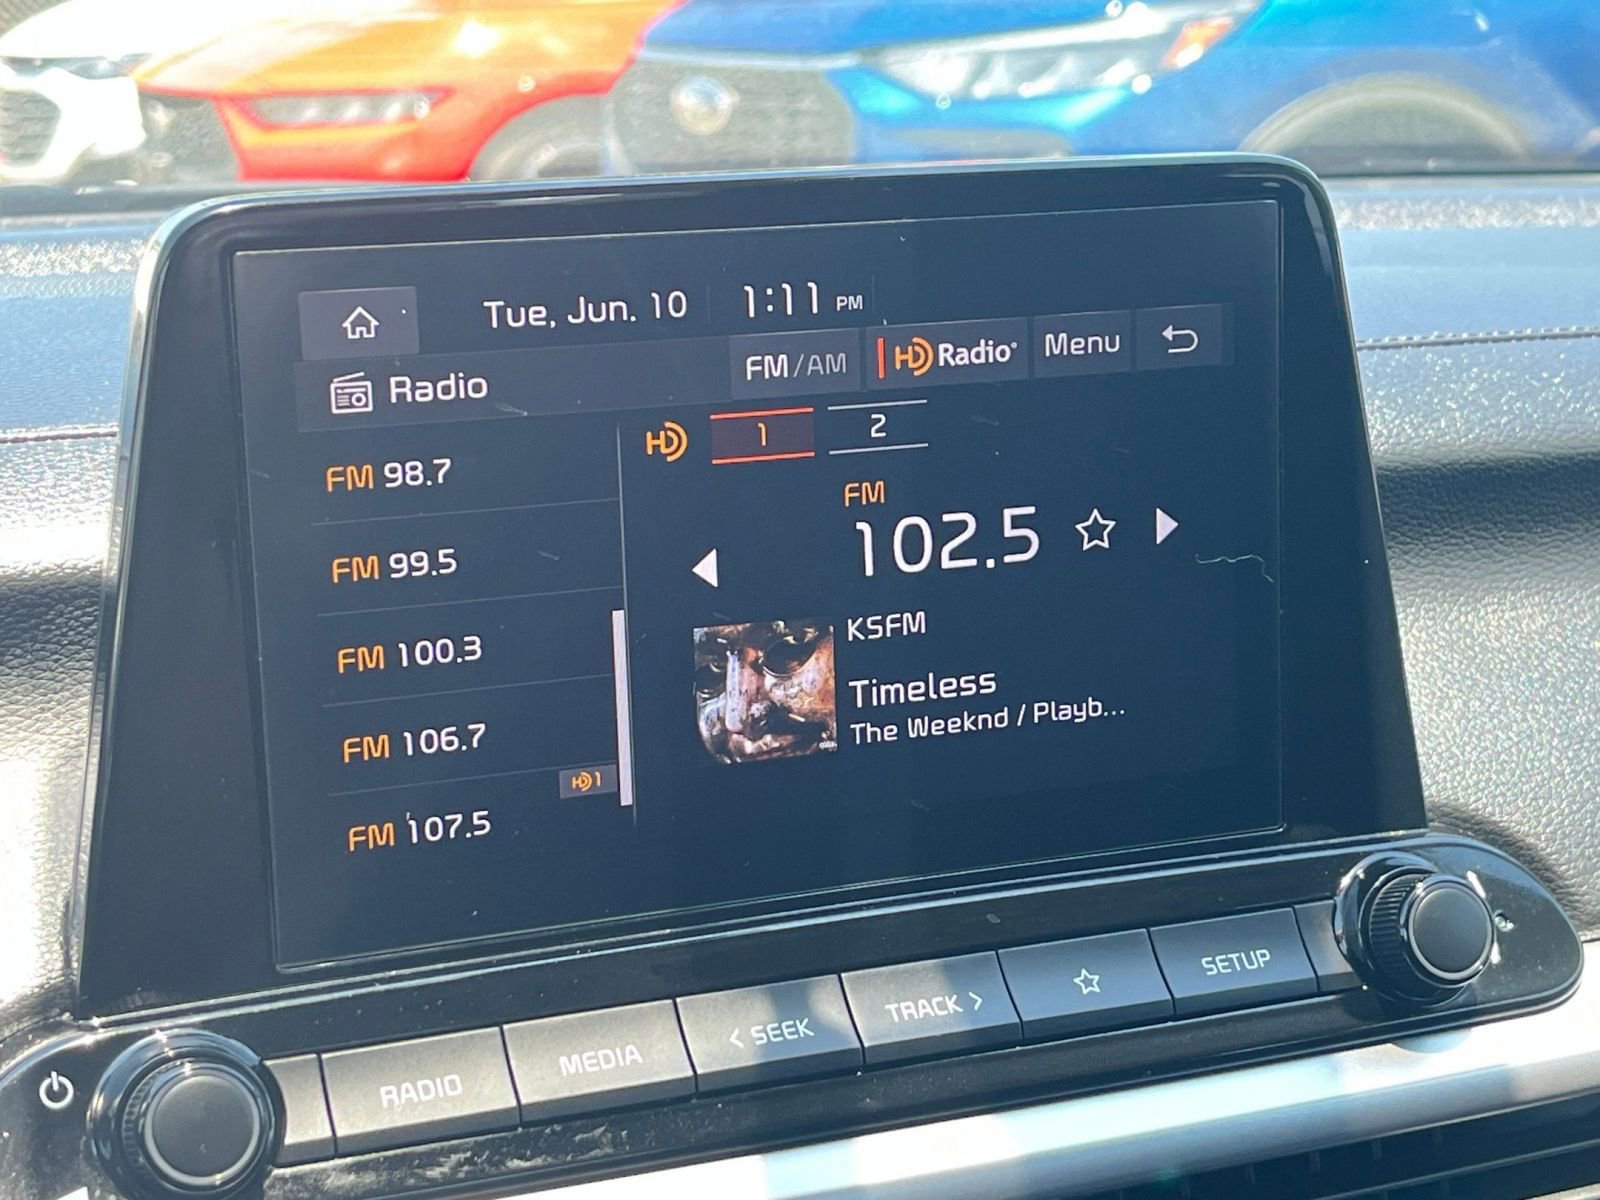 Tue, Jun. 10 1:11 PM
Radio FM/AM HD Radio® Menu
HD 1 2
FM 98.7
FM 99.5
FM 100.3
FM 106.7
HD 1
FM 107.5
FM
102.5
KSFM
Timeless
The Weeknd / Playb...
RADIO MEDIA < SEEK TRACK > SETUP